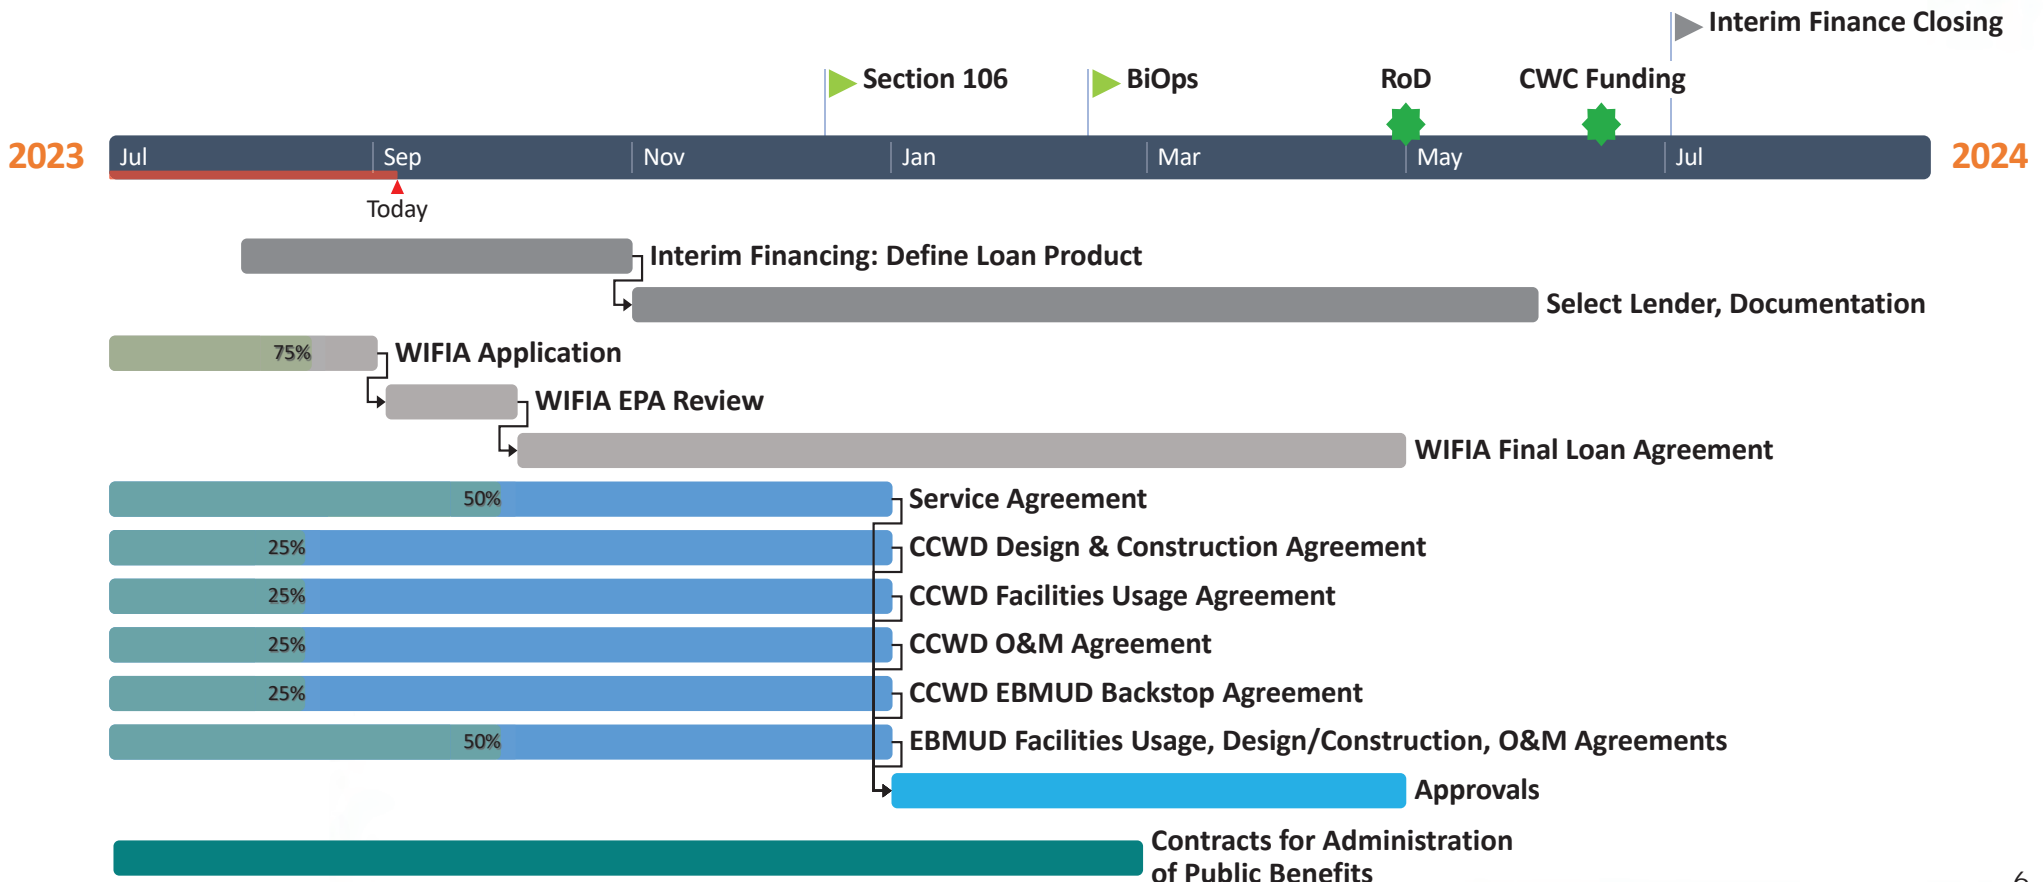 Interim Finance Closing
Section 106
BiOps
RoD
CWC Funding
2023
Jul
Sep
Nov
Jan
Mar
May
Jul
2024
Today
Interim Financing: Define Loan Product
Select Lender, Documentation
75%
WIFIA Application
WIFIA EPA Review
WIFIA Final Loan Agreement
50%
Service Agreement
25%
CCWD Design & Construction Agreement
25%
CCWD Facilities Usage Agreement
25%
CCWD O&M Agreement
25%
CCWD EBMUD Backstop Agreement
50%
EBMUD Facilities Usage, Design/Construction, O&M Agreements
Approvals
Contracts for Administration
of Public Benefits
6